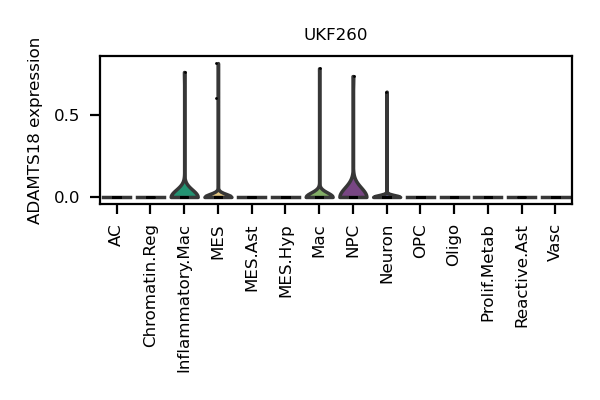 UKF260
ADAMTS18 expression
0.5
0.0
AC
Chromatin.Reg
Inflammatory.Mac
MES
MES.Ast
MES.Hyp
Mac
NPC
Neuron
OPC
Oligo
Prolif.Metab
Reactive.Ast
Vasc